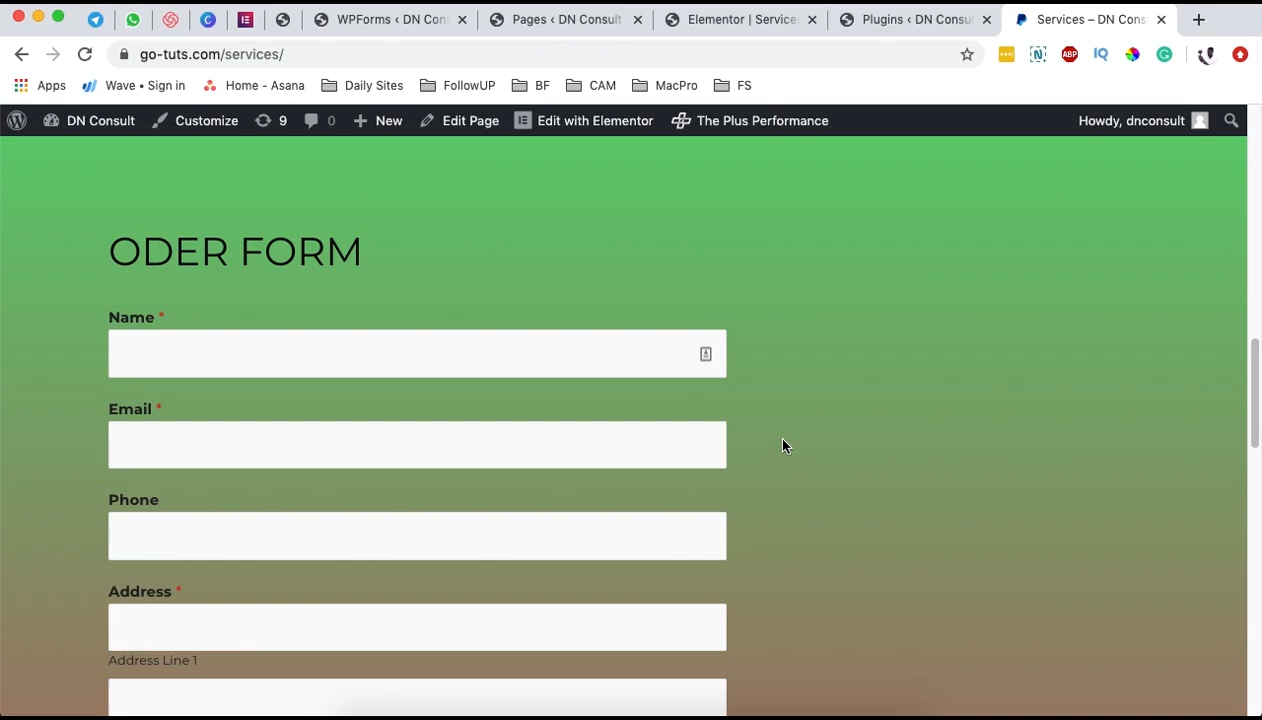 WPForms ‹ DN Con
Pages ‹ DN Consult
Elementor | Service
Plugins ‹ DN Consul
Services – DN Cons
go-tuts.com/services/
ABP
Apps
Wave • Sign in
Home - Asana
Daily Sites
FollowUP
BF
CAM
MacPro
FS
DN Consult
Customize
9
0
New
Edit Page
Edit with Elementor
The Plus Performance
Howdy, dnconsult
ODER FORM
Name *
Email *
Phone
Address *
Address Line 1